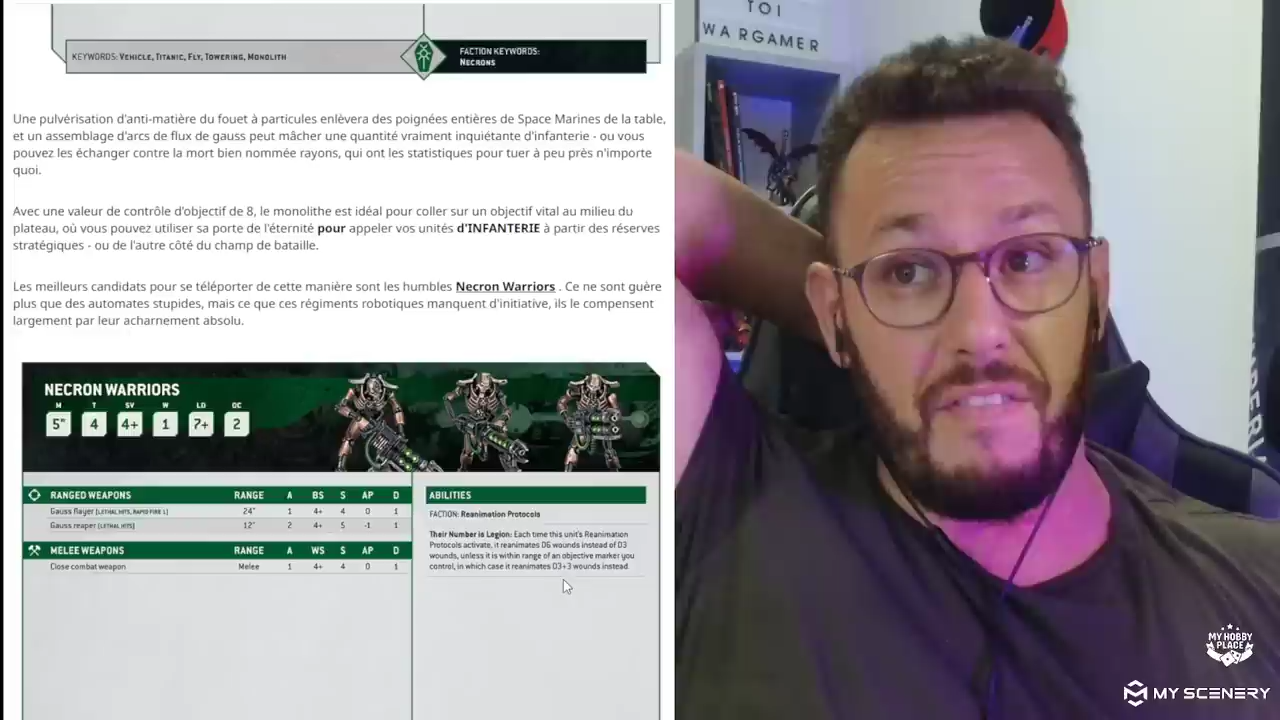 KEYWORDS: VEHICLE, TITANIC, FLY, TOWERING, MONOLITH
FACTION KEYWORDS:
NECRONS
Une pulvérisation d'anti-matière du fouet à particules enlèvera des poignées entières de Space Marines de la table,
et un assemblage d'arcs de flux de gauss peut mâcher une quantité vraiment inquiétante d'infanterie - ou vous
pouvez les échanger contre la mort bien nommée rayons, qui ont les statistiques pour tuer à peu près n'importe
quoi.
Avec une valeur de contrôle d'objectif de 8, le monolithe est idéal pour coller sur un objectif vital au milieu du
plateau, où vous pouvez utiliser sa porte de l'éternité pour appeler vos unités d'INFANTERIE à partir des réserves
stratégiques - ou de l'autre côté du champ de bataille.
Les meilleurs candidats pour se téléporter de cette manière sont les humbles Necron Warriors . Ce ne sont guère
plus que des automates stupides, mais ce que ces régiments robotiques manquent d'initiative, ils le compensent
largement par leur acharnement absolu.
NECRON WARRIORS
M T SV W LD OC
5" 4 4+ 1 7+ 2
RANGED WEAPONS RANGE A BS S AP D
Gauss flayer [LETHAL HITS, RAPID FIRE 1] 24" 1 4+ 4 0 1
Gauss reaper [LETHAL HITS] 12" 2 4+ 5 -1 1
MELEE WEAPONS RANGE A WS S AP D
Close combat weapon Melee 1 4+ 4 0 1
ABILITIES
FACTION: Reanimation Protocols
Their Number is Legion: Each time this unit's Reanimation
Protocols activate, it reanimates D6 wounds instead of D3
wounds, unless it is within range of an objective marker you
control, in which case it reanimates D3+3 wounds instead.
TOI
WARGAMER
MY HOBBY
PLACE
MY SCENERY